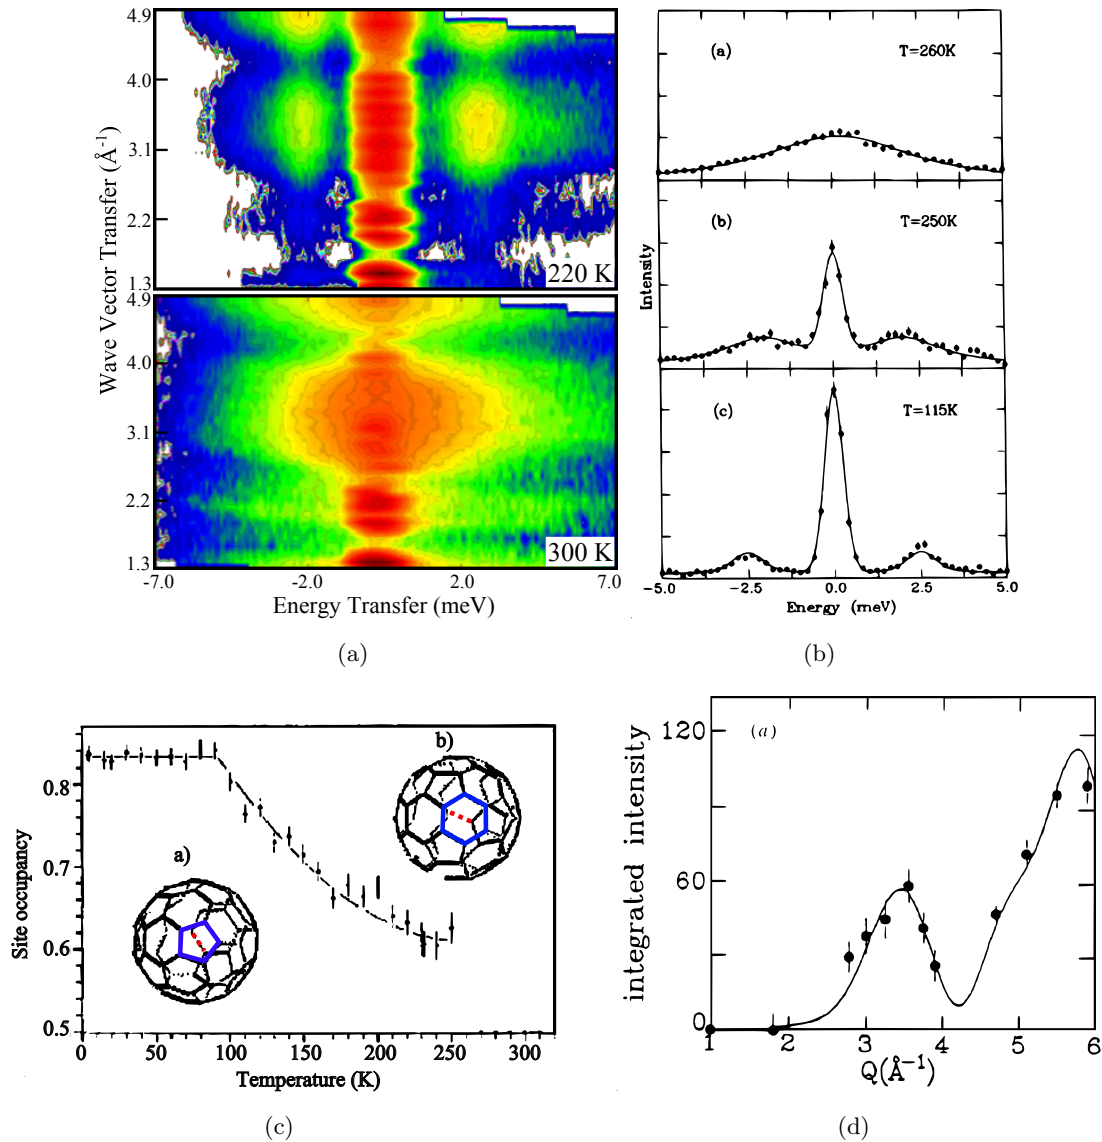 4.9
4.0
3.1
2.2
1.3
220 K
4.9
4.0
3.1
2.2
1.3
300 K
-7.0 -2.0 2.0 7.0
Energy Transfer (meV)
Wave Vector Transfer (Å-1)
(a)
(a) T=260K
(b) T=250K
(c) T=115K
Intensity
-5.0 -2.5 0.0 2.5 5.0
Energy (meV)
(b)
0.8
0.7
0.6
0.5
Site occupancy
a)
b)
0 50 100 150 200 250 300
Temperature (K)
(c)
120
60
0
integrated intensity
(a)
1 2 3 4 5 6
Q(Å-1)
(d)